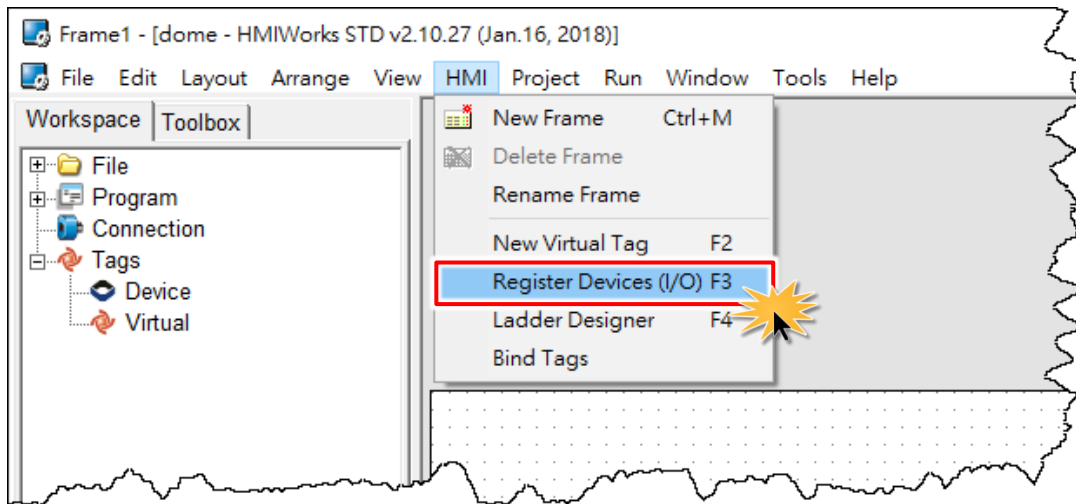 Frame1 - [dome - HMIWorks STD v2.10.27 (Jan.16, 2018)]
File Edit Layout Arrange View HMI Project Run Window Tools Help
Workspace Toolbox
File
Program
Connection
Tags
Device
Virtual
New Frame Ctrl+M
Delete Frame
Rename Frame
New Virtual Tag F2
Register Devices (I/O) F3
Ladder Designer F4
Bind Tags